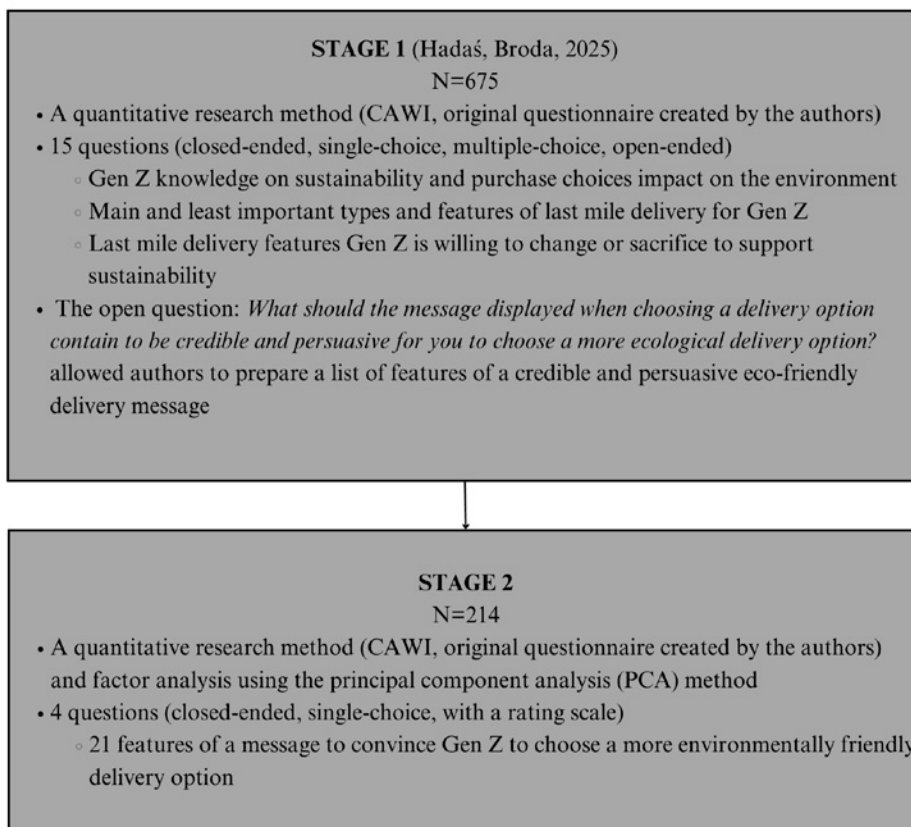 STAGE 1 (Hadaś, Broda, 2025)
N=675
• A quantitative research method (CAWI, original questionnaire created by the authors)
• 15 questions (closed-ended, single-choice, multiple-choice, open-ended)
◦ Gen Z knowledge on sustainability and purchase choices impact on the environment
◦ Main and least important types and features of last mile delivery for Gen Z
◦ Last mile delivery features Gen Z is willing to change or sacrifice to support
sustainability
• The open question: What should the message displayed when choosing a delivery option
contain to be credible and persuasive for you to choose a more ecological delivery option?
allowed authors to prepare a list of features of a credible and persuasive eco-friendly
delivery message
STAGE 2
N=214
• A quantitative research method (CAWI, original questionnaire created by the authors)
and factor analysis using the principal component analysis (PCA) method
• 4 questions (closed-ended, single-choice, with a rating scale)
◦ 21 features of a message to convince Gen Z to choose a more environmentally friendly
delivery option